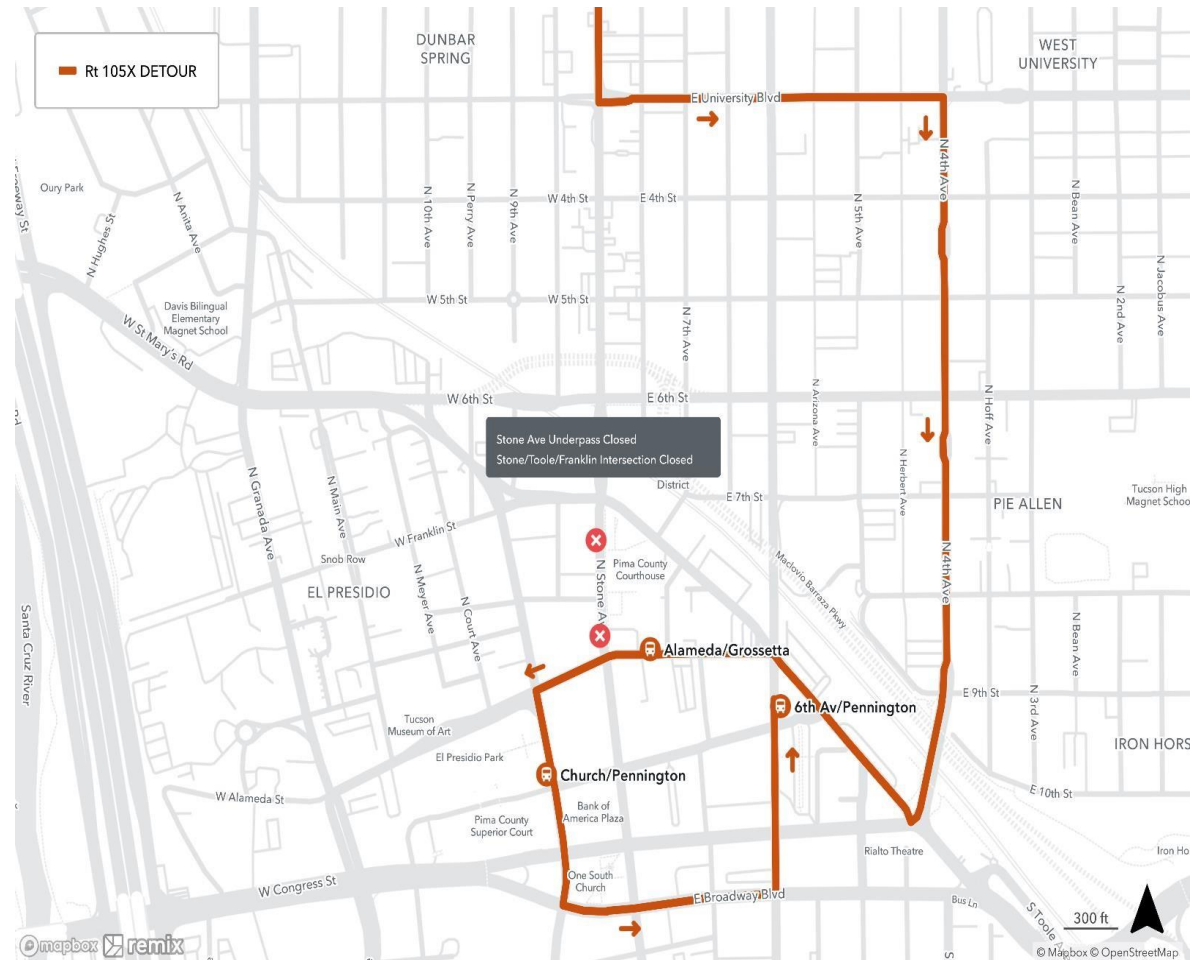 Rt 105X DETOUR
DUNBAR
SPRING
WEST
UNIVERSITY
E University Blvd
N 4th Ave
Oury Park
N Hughes St
N Anita Ave
N 10th Ave
N Perry Ave
N 9th Ave
W 4th St
E 4th St
N 5th Ave
N Bean Ave
N Jacobus Ave
N 2nd Ave
W 5th St
W 5th St
Davis Bilingual
Elementary
Magnet School
W St Mary's Rd
N 7th Ave
W 6th St
E 6th St
N Arizona Ave
N Hoff Ave
Stone Ave Underpass Closed
Stone/Toole/Franklin Intersection Closed
District
E 7th St
N Herbert Ave
PIE ALLEN
Tucson High
Magnet Schoo
N Granada Ave
N Main Ave
W Franklin St
Snob Row
EL PRESIDIO
N Meyer Ave
N Court Ave
N Stone Av
Pima County
Courthouse
Maclovio Barraza Pkwy
N 4th Ave
N Bean Ave
Santa Cruz River
Alameda/Grossetta
6th Av/Pennington
E 9th St
N 3rd Ave
IRON HORS
Tucson
Museum of Art
El Presidio Park
Church/Pennington
W Alameda St
Bank of
America Plaza
Pima County
Superior Court
E 10th St
Rialto Theatre
Iron Ho
One South
Church
W Congress St
E Broadway Blvd
Bus Ln
S Toole A
300 ft
mapbox remix
© Mapbox © OpenStreetMap